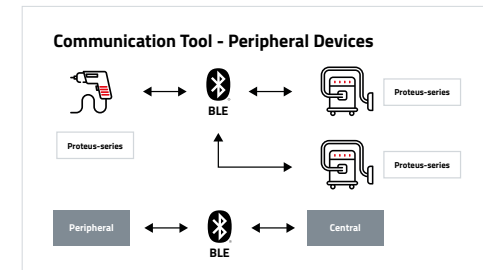 Communication Tool - Peripheral Devices
BLE
Proteus-series
Proteus-series
Proteus-series
Peripheral
BLE
Central